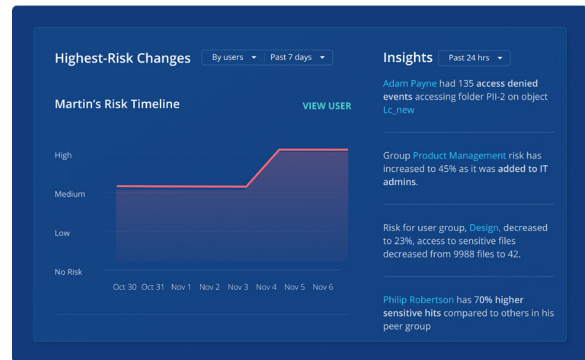 Highest-Risk Changes
By users
Past 7 days
Martin's Risk Timeline
VIEW USER
High
Medium
Low
No Risk
Oct 30 Oct 31 Nov 1 Nov 2 Nov 3 Nov 4 Nov 5 Nov 6
Insights
Past 24 hrs
Adam Payne had 135 access denied
events accessing folder PII-2 on object
Lc_new
Group Product Management risk has
increased to 45% as it was added to IT
admins.
Risk for user group, Design, decreased
to 23%, access to sensitive files
decreased from 9988 files to 42.
Philip Robertson has 70% higher
sensitive hits compared to others in his
peer group